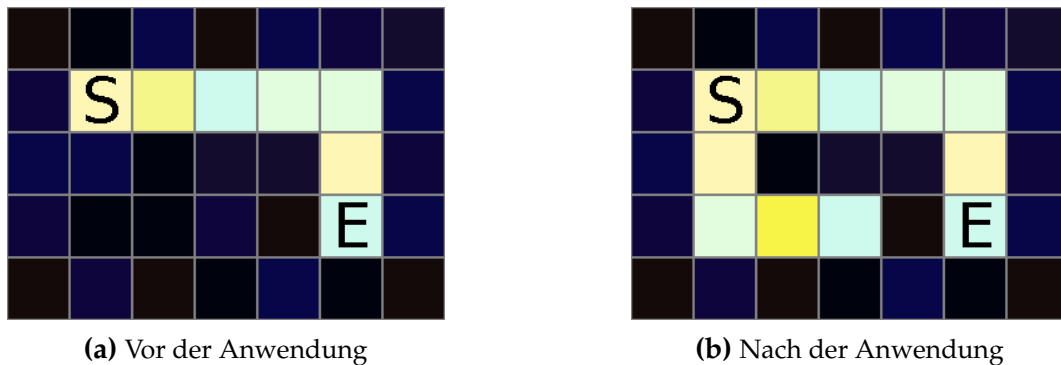 S
E
(a) Vor der Anwendung
S
E
(b) Nach der Anwendung